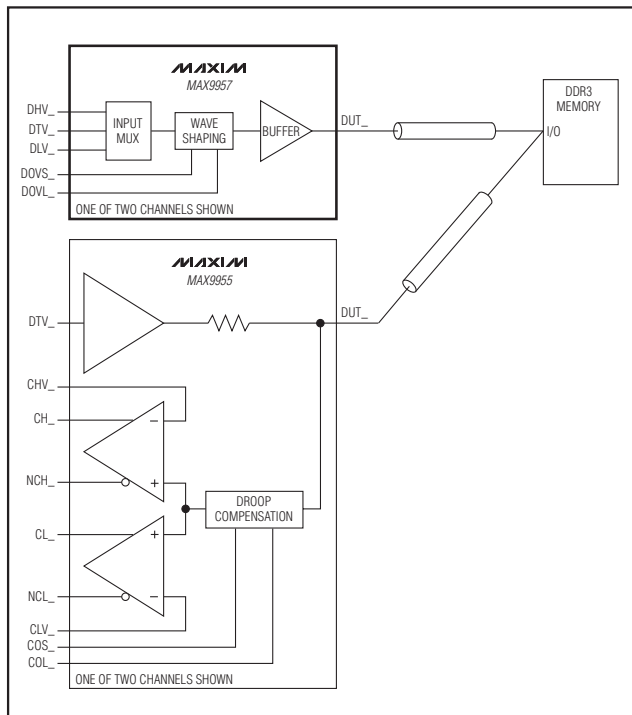 MAXIM
MAX9957
DHV_
DTV_
DLV_
DOVS_
DOVL_
INPUT
MUX
WAVE
SHAPING
BUFFER
DUT_
ONE OF TWO CHANNELS SHOWN
DDR3
MEMORY
I/O
MAXIM
MAX9955
DTV_
DUT_
CHV_
CH_
NCH_
CL_
NCL_
CLV_
COS_
COL_
−
+
+
−
DROOP
COMPENSATION
ONE OF TWO CHANNELS SHOWN